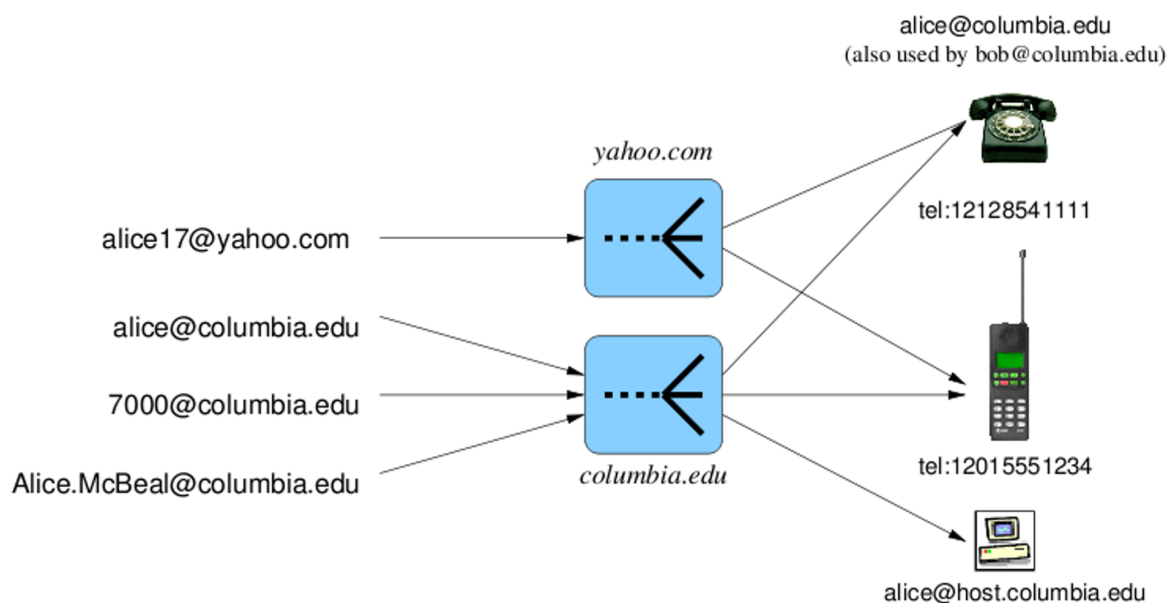 alice@columbia.edu
(also used by bob@columbia.edu)
yahoo.com
tel:12128541111
alice17@yahoo.com
alice@columbia.edu
7000@columbia.edu
Alice.McBeal@columbia.edu
columbia.edu
tel:12015551234
alice@host.columbia.edu